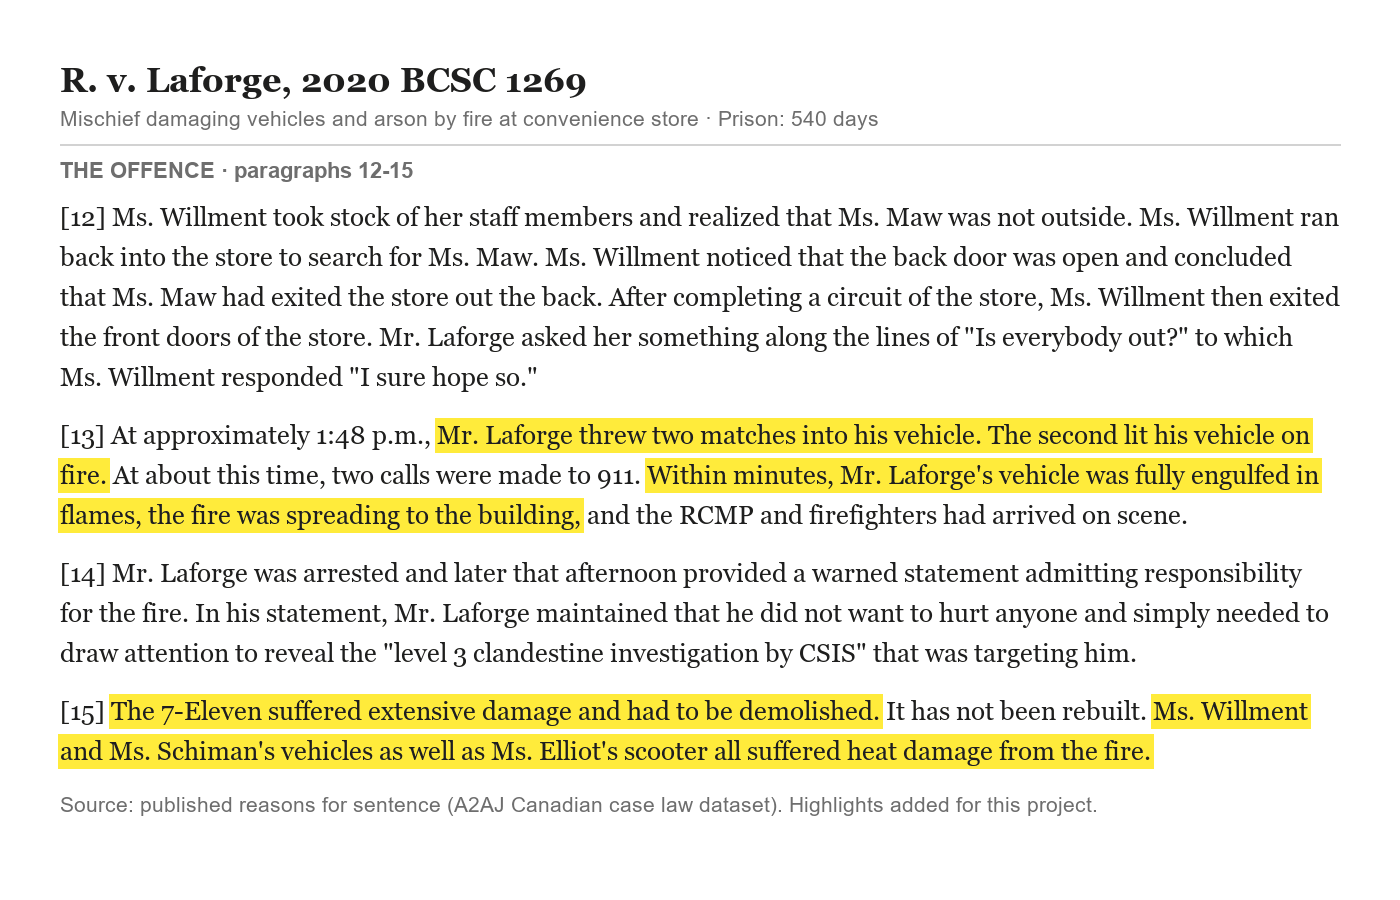 R. v. Laforge, 2020 BCSC 1269
Mischief damaging vehicles and arson by fire at convenience store · Prison: 540 days
THE OFFENCE · paragraphs 12-15
[12] Ms. Willment took stock of her staff members and realized that Ms. Maw was not outside. Ms. Willment ran
back into the store to search for Ms. Maw. Ms. Willment noticed that the back door was open and concluded
that Ms. Maw had exited the store out the back. After completing a circuit of the store, Ms. Willment then exited
the front doors of the store. Mr. Laforge asked her something along the lines of "Is everybody out?" to which
Ms. Willment responded "I sure hope so."
[13] At approximately 1:48 p.m., Mr. Laforge threw two matches into his vehicle. The second lit his vehicle on
fire. At about this time, two calls were made to 911. Within minutes, Mr. Laforge's vehicle was fully engulfed in
flames, the fire was spreading to the building, and the RCMP and firefighters had arrived on scene.
[14] Mr. Laforge was arrested and later that afternoon provided a warned statement admitting responsibility
for the fire. In his statement, Mr. Laforge maintained that he did not want to hurt anyone and simply needed to
draw attention to reveal the "level 3 clandestine investigation by CSIS" that was targeting him.
[15] The 7-Eleven suffered extensive damage and had to be demolished. It has not been rebuilt. Ms. Willment
and Ms. Schiman's vehicles as well as Ms. Elliot's scooter all suffered heat damage from the fire.
Source: published reasons for sentence (A2AJ Canadian case law dataset). Highlights added for this project.